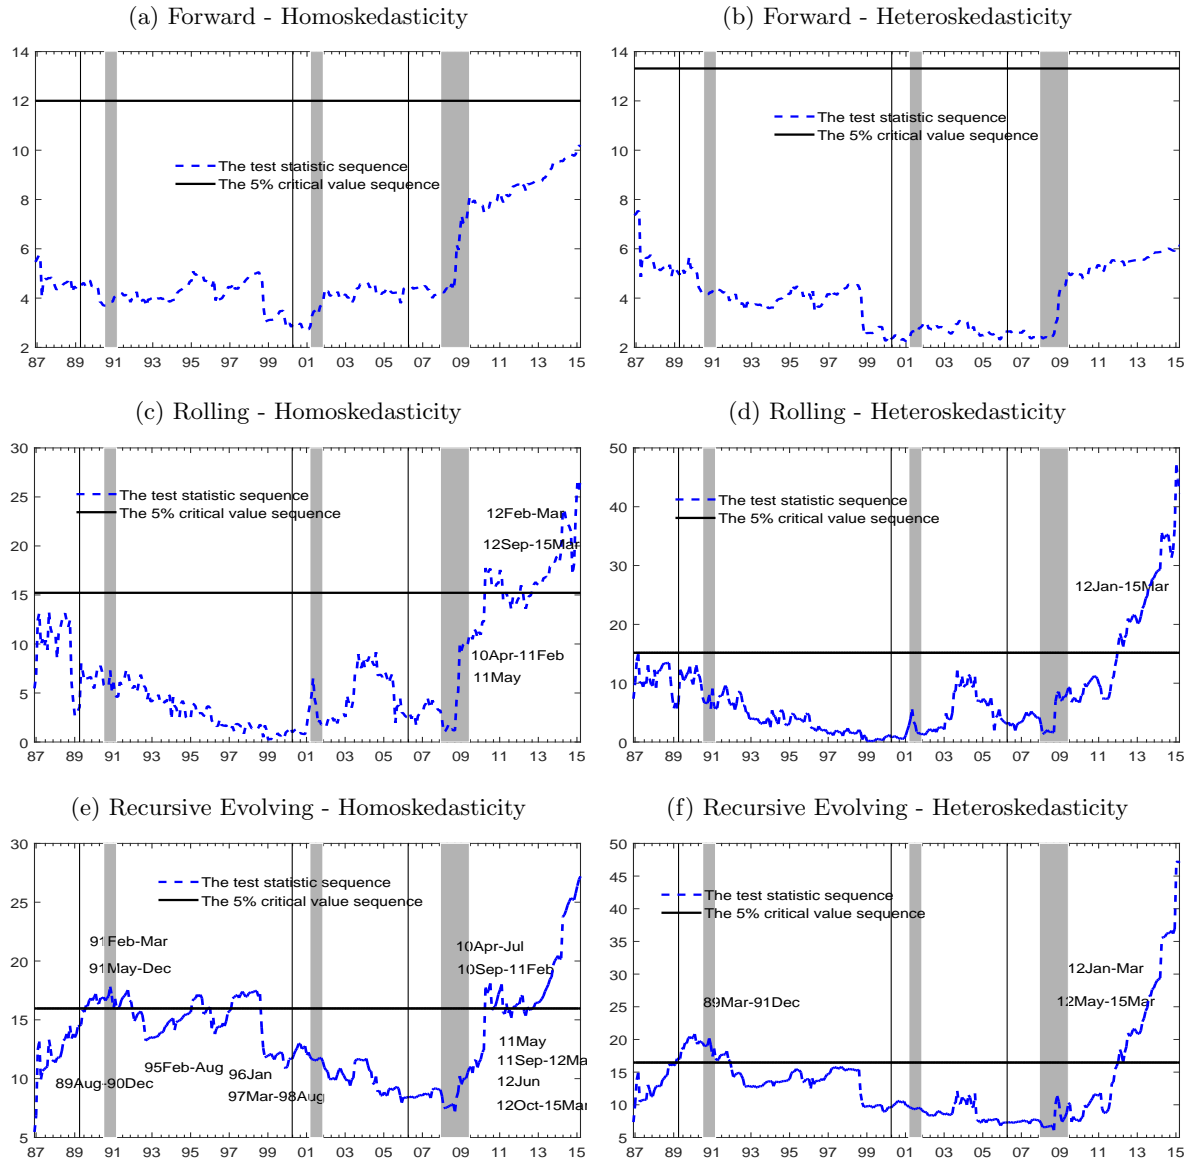 (a) Forward - Homoskedasticity
14
12
10
8
6
4
2
The test statistic sequence
The 5% critical value sequence
87 89 91 93 95 97 99 01 03 05 07 09 11 13 15
(b) Forward - Heteroskedasticity
14
12
10
8
6
4
2
The test statistic sequence
The 5% critical value sequence
87 89 91 93 95 97 99 01 03 05 07 09 11 13 15
(c) Rolling - Homoskedasticity
30
25
20
15
10
5
0
The test statistic sequence
The 5% critical value sequence
12Feb-Mar
12Sep-15Mar
10Apr-11Feb
11May
87 89 91 93 95 97 99 01 03 05 07 09 11 13 15
(d) Rolling - Heteroskedasticity
50
40
30
20
10
0
The test statistic sequence
The 5% critical value sequence
12Jan-15Mar
87 89 91 93 95 97 99 01 03 05 07 09 11 13 15
(e) Recursive Evolving - Homoskedasticity
30
25
20
15
10
5
The test statistic sequence
The 5% critical value sequence
91Feb-Mar
91May-Dec
10Apr-Jul
10Sep-11Feb
89Aug-90Dec
95Feb-Aug
96Jan
97Mar-98Aug
11May
11Sep-12Ma
12Jun
12Oct-15Mar
87 89 91 93 95 97 99 01 03 05 07 09 11 13 15
(f) Recursive Evolving - Heteroskedasticity
50
45
40
35
30
25
20
15
10
5
The test statistic sequence
The 5% critical value sequence
89Mar-91Dec
12Jan-Mar
12May-15Mar
87 89 91 93 95 97 99 01 03 05 07 09 11 13 15